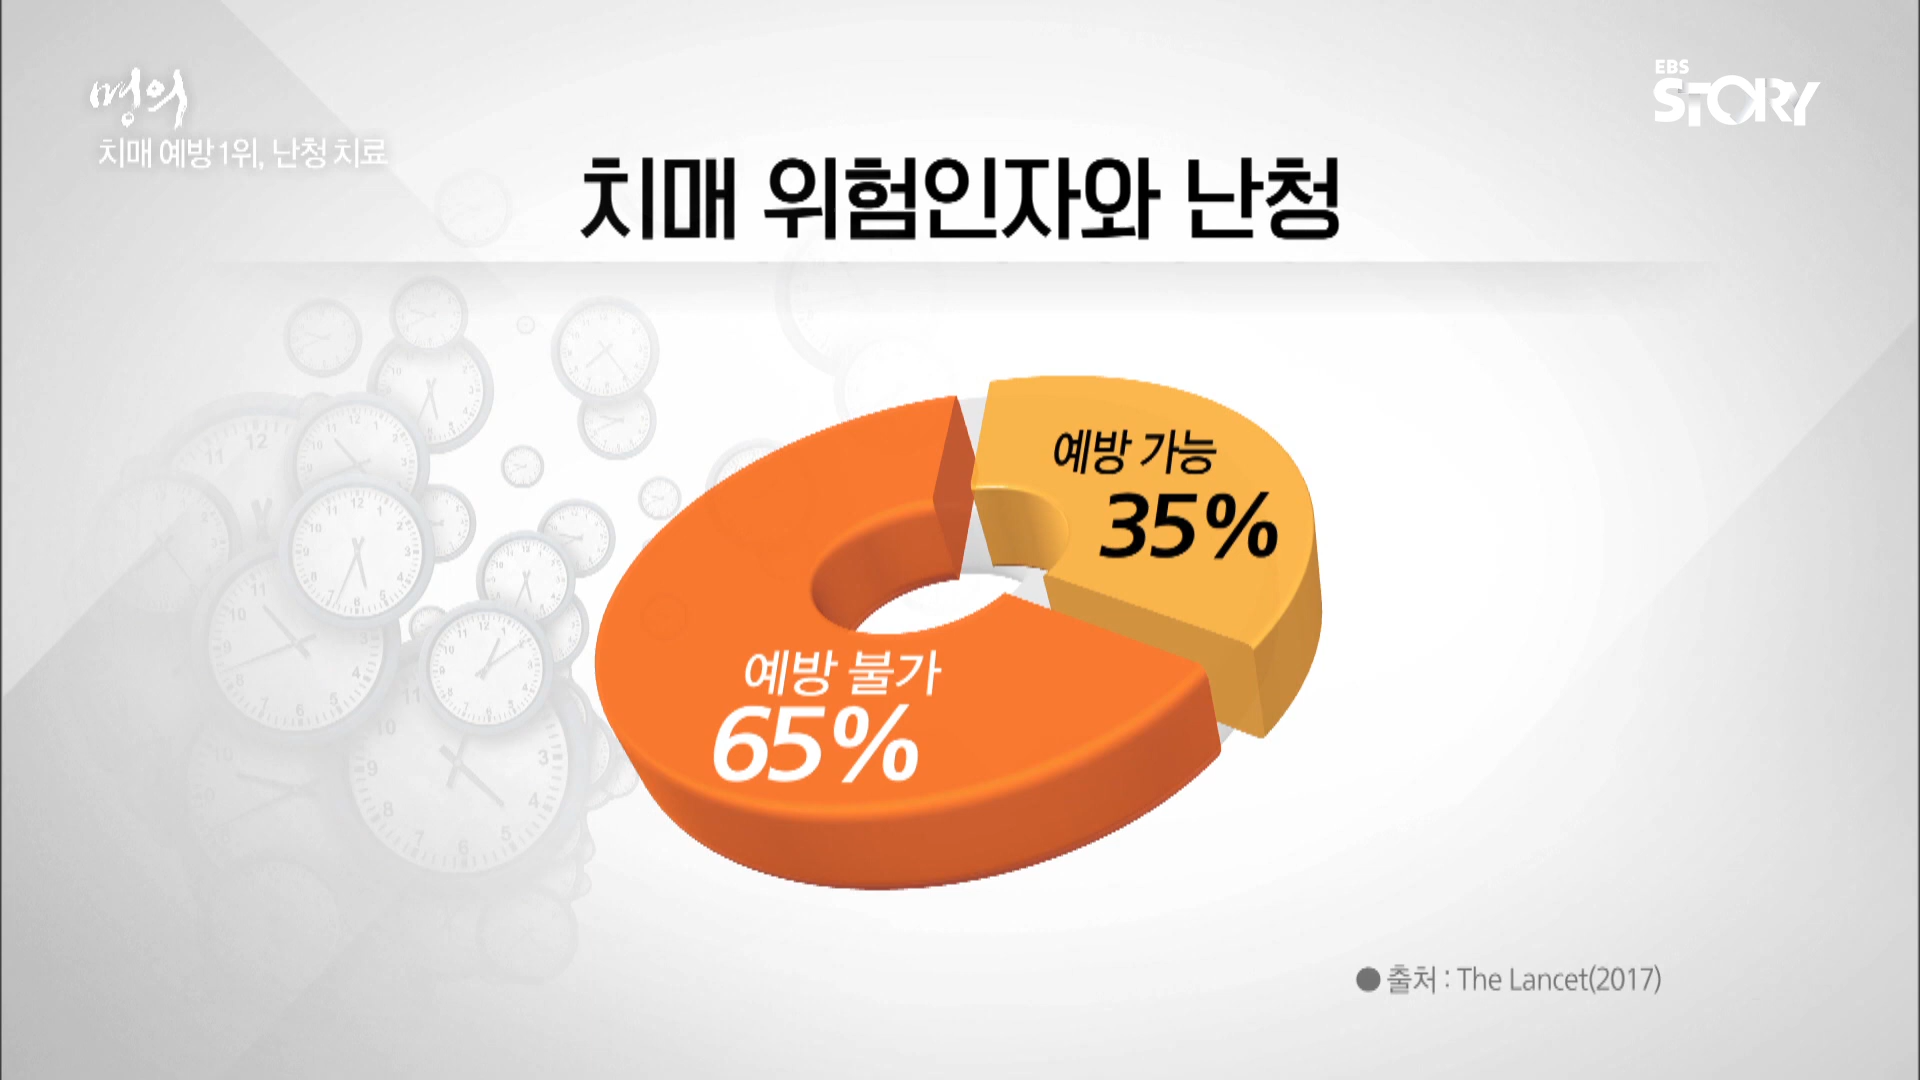 명의
치매 예방 1위, 난청 치료
EBS
STORY
치매 위험인자와 난청
예방 가능
35%
예방 불가
65%
● 출처 : The Lancet(2017)